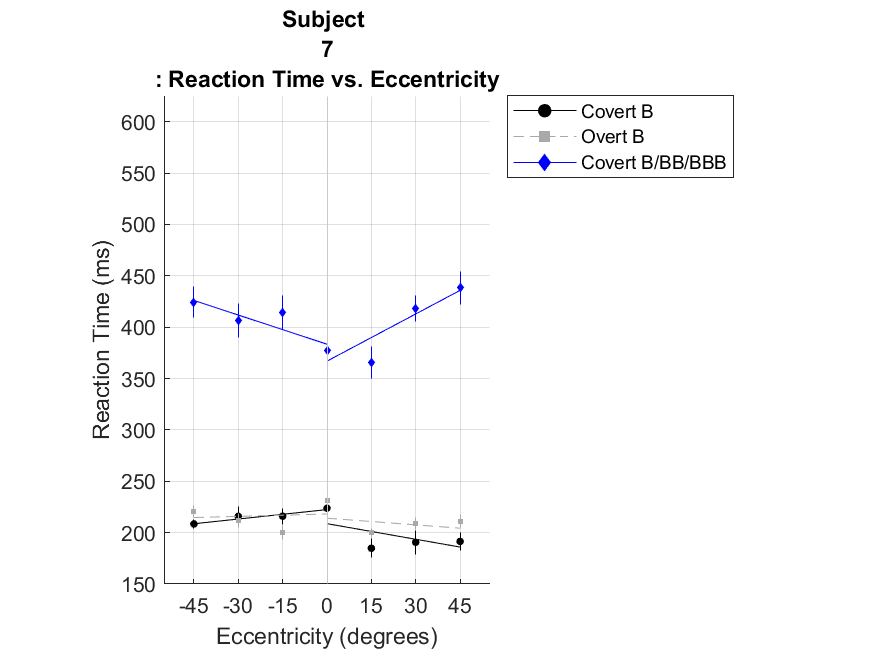 Subject
7
: Reaction Time vs. Eccentricity
Covert B
Overt B
Covert B/BB/BBB
600
550
500
450
400
350
300
250
200
150
Reaction Time (ms)
-45 -30 -15 0 15 30 45
Eccentricity (degrees)